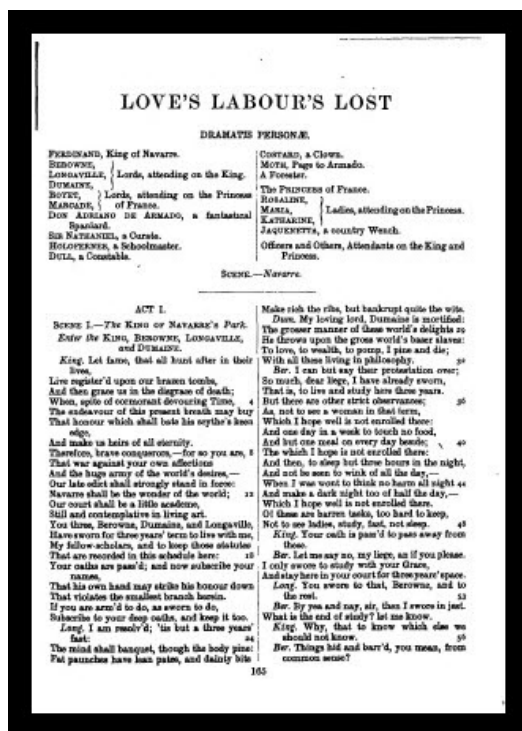 LOVE'S LABOUR'S LOST
DRAMATIS PERSONÆ.
FERDINAND, King of Navarre.
BEROWNE,
LONGAVILLE, Lords, attending on the King.
DUMAINE,
BOYET, Lords, attending on the Princess
MARCADE, of France.
DON ADRIANO DE ARMADO, a fantastical
Spaniard.
SIR NATHANIEL, a Curate.
HOLOFERNES, a Schoolmaster.
DULL, a Constable.
COSTARD, a Clown.
MOTH, Page to Armado.
A Forester.
The PRINCESS of France.
ROSALINE,
MARIA, Ladies, attending on the Princess.
KATHARINE,
JAQUENETTA, a country Wench.
Officers and Others, Attendants on the King and
Princess.
SCENE.—Navarre.
ACT I.
SCENE I.—The KING OF NAVARRE'S Park.
Enter the KING, BEROWNE, LONGAVILLE,
and DUMAINE.
King. Let fame, that all hunt after in their
lives,
Live register'd upon our brazen tombs,
And then grace us in the disgrace of death;
When, spite of cormorant devouring Time, 4
The endeavour of this present breath may buy
That honour which shall bate his scythe's keen
edge,
And make us heirs of all eternity.
Therefore, brave conquerors,—for so you are, 8
That war against your own affections
And the huge army of the world's desires,—
Our late edict shall strongly stand in force:
Navarre shall be the wonder of the world; 12
Our court shall be a little academe,
Still and contemplative in living art.
You three, Berowne, Dumaine, and Longaville,
Have sworn for three years' term to live with me,
My fellow-scholars, and to keep those statutes
That are recorded in this schedule here: 18
Your oaths are pass'd; and now subscribe your
names,
That his own hand may strike his honour down
That violates the smallest branch herein.
If you are arm'd to do, as sworn to do,
Subscribe to your deep oaths, and keep it too.
Long. I am resolv'd; 'tis but a three years'
fast: 24
The mind shall banquet, though the body pine:
Fat paunches have lean pates, and dainty bits
Make rich the ribs, but bankrupt quite the wits.
Dum. My loving lord, Dumaine is mortified:
The grosser manner of these world's delights 29
He throws upon the gross world's baser slaves:
To love, to wealth, to pomp, I pine and die;
With all these living in philosophy. 32
Ber. I can but say their protestation over;
So much, dear liege, I have already sworn,
That is, to live and study here three years.
But there are other strict observances; 36
As, not to see a woman in that term,
Which I hope well is not enrolled there:
And one day in a week to touch no food,
And but one meal on every day beside; 40
The which I hope is not enrolled there:
And then, to sleep but three hours in the night,
And not be seen to wink of all the day,—
When I was wont to think no harm all night 44
And make a dark night too of half the day,—
Which I hope well is not enrolled there.
O! these are barren tasks, too hard to keep,
Not to see ladies, study, fast, not sleep. 48
King. Your oath is pass'd to pass away from
these.
Ber. Let me say no, my liege, an if you please.
I only swore to study with your Grace,
And stay here in your court for three years' space.
Long. You swore to that, Berowne, and to
the rest. 53
Ber. By yea and nay, sir, then I swore in jest.
What is the end of study? let me know.
King. Why, that to know which else we
should not know. 56
Ber. Things hid and barr'd, you mean, from
common sense?
165